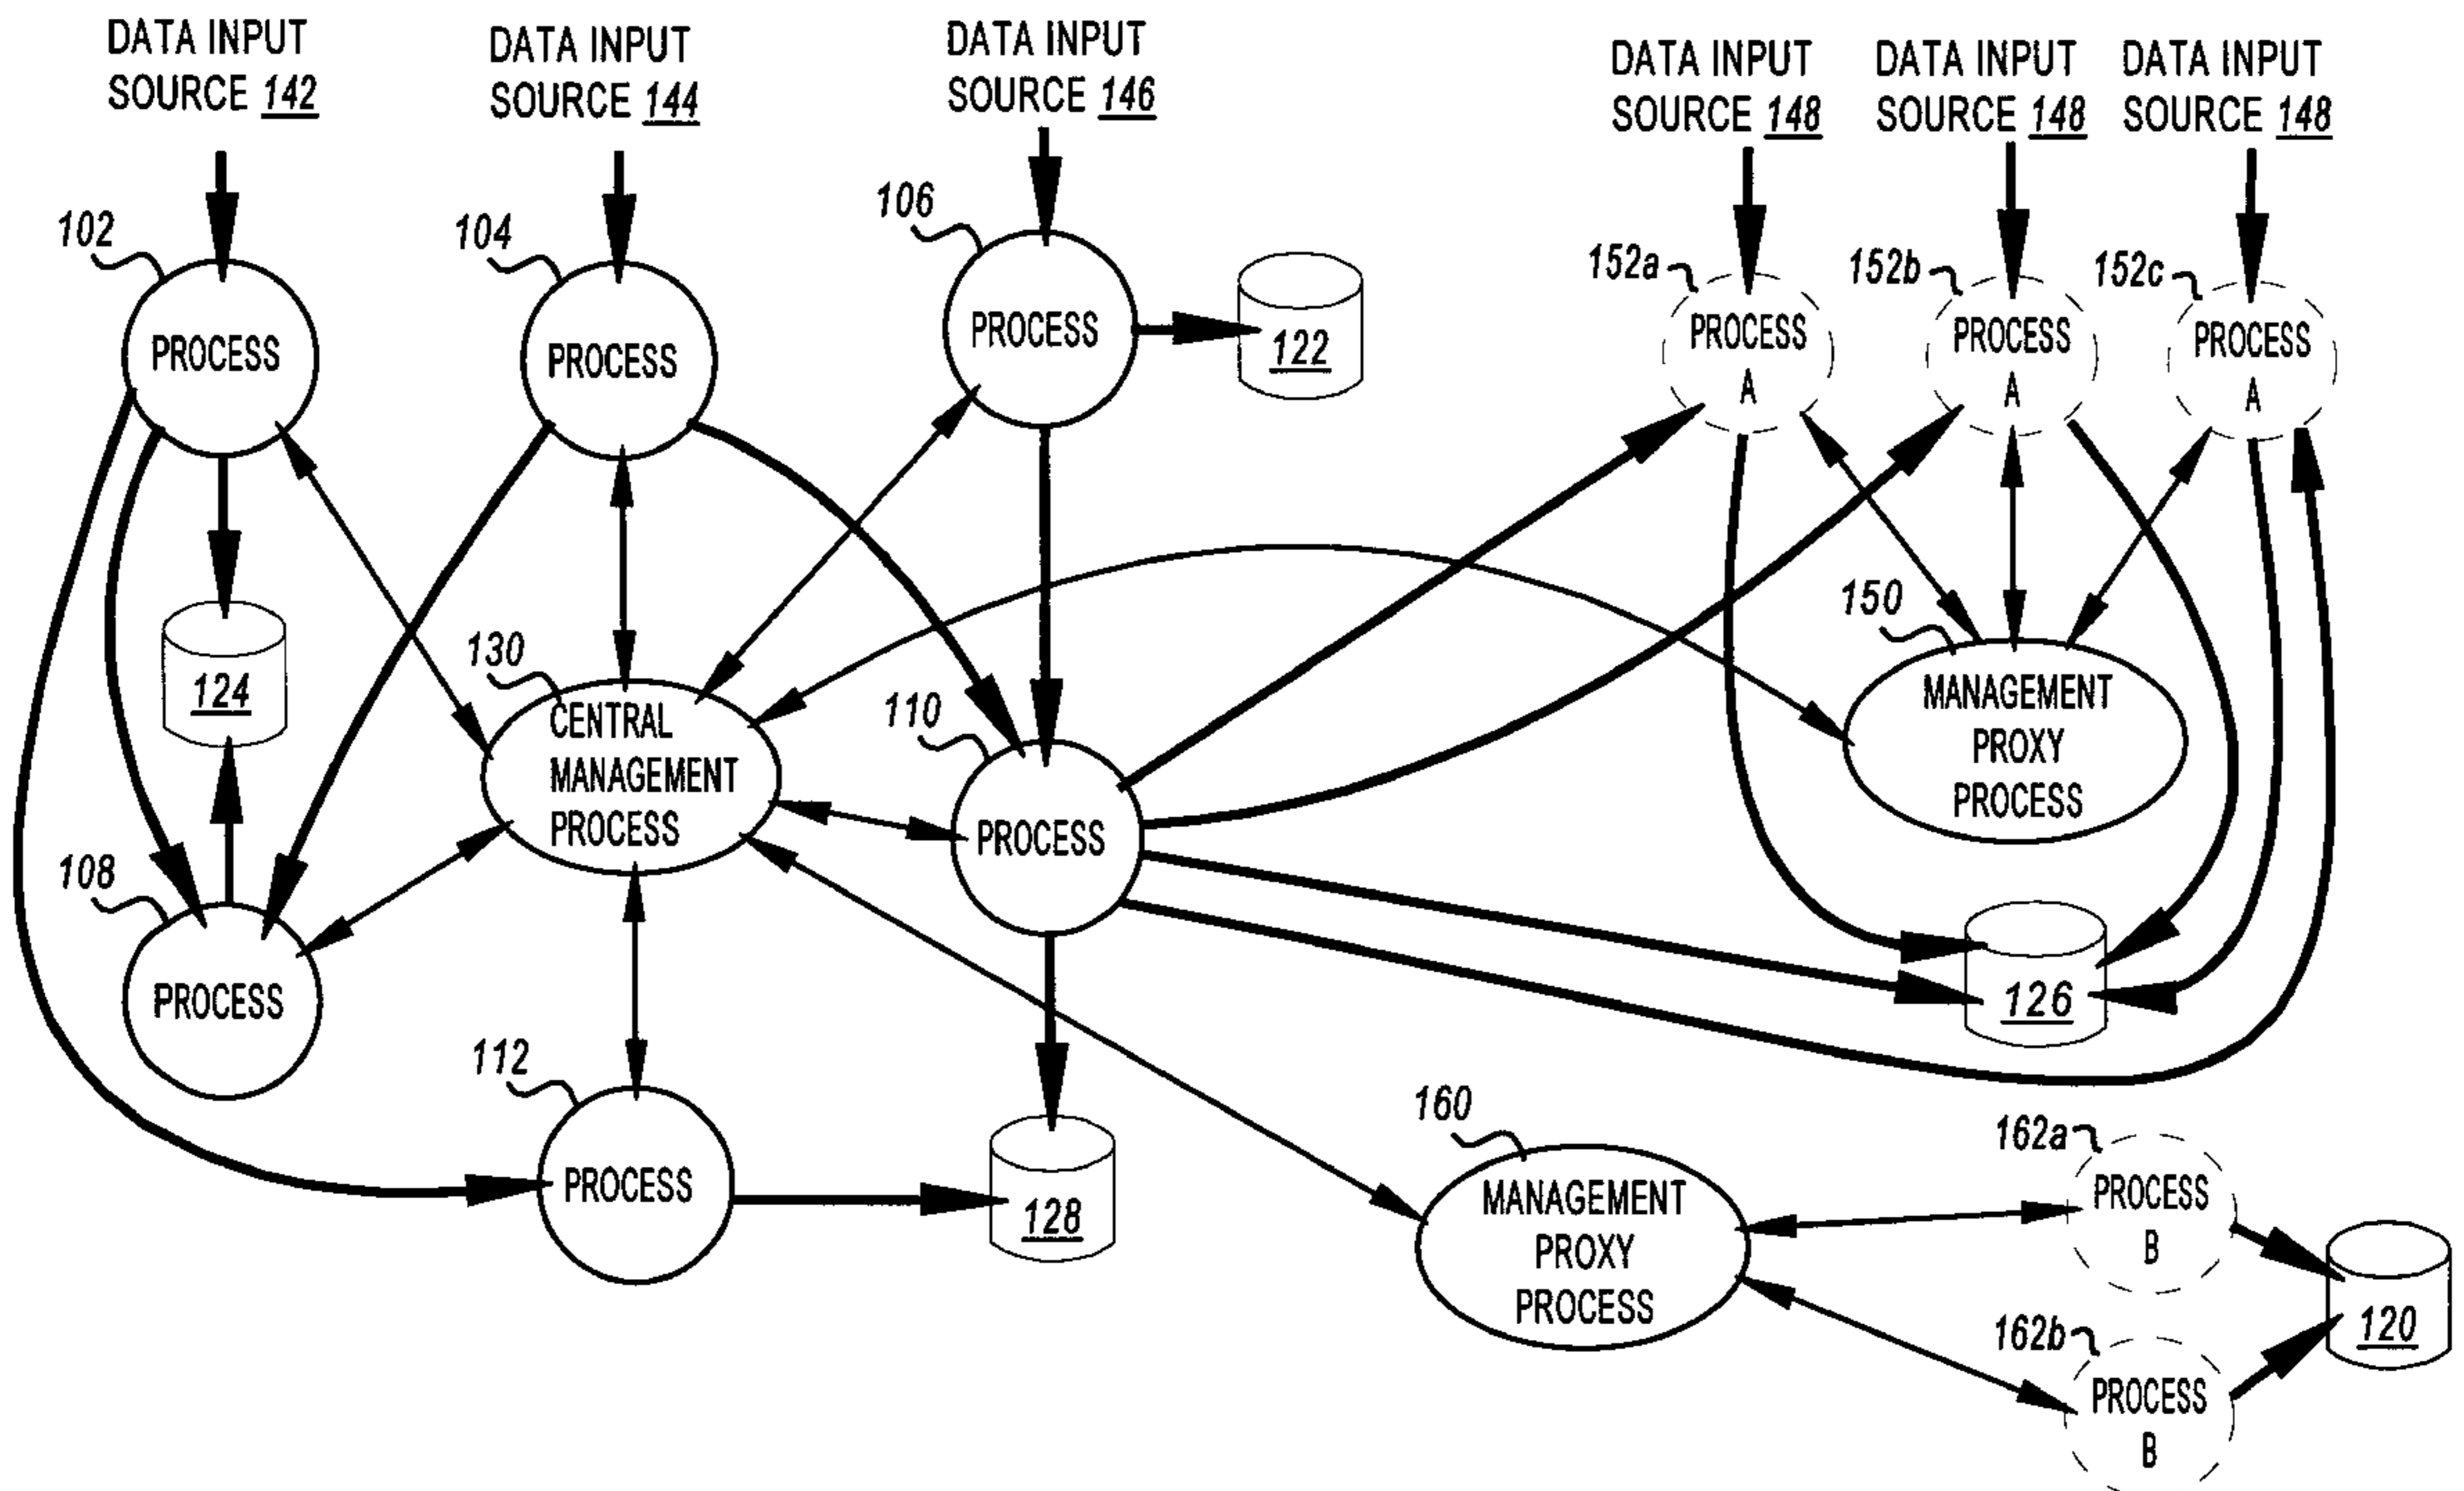 DATA INPUT
SOURCE 142
DATA INPUT
SOURCE 144
DATA INPUT
SOURCE 146
DATA INPUT
SOURCE 148
DATA INPUT
SOURCE 148
DATA INPUT
SOURCE 148
102
PROCESS
104
PROCESS
106
PROCESS
122
152a
PROCESS
A
152b
PROCESS
A
152c
PROCESS
A
124
130
CENTRAL
MANAGEMENT
PROCESS
110
PROCESS
150
MANAGEMENT
PROXY
PROCESS
108
PROCESS
126
112
PROCESS
128
160
MANAGEMENT
PROXY
PROCESS
162a
PROCESS
B
162b
PROCESS
B
120